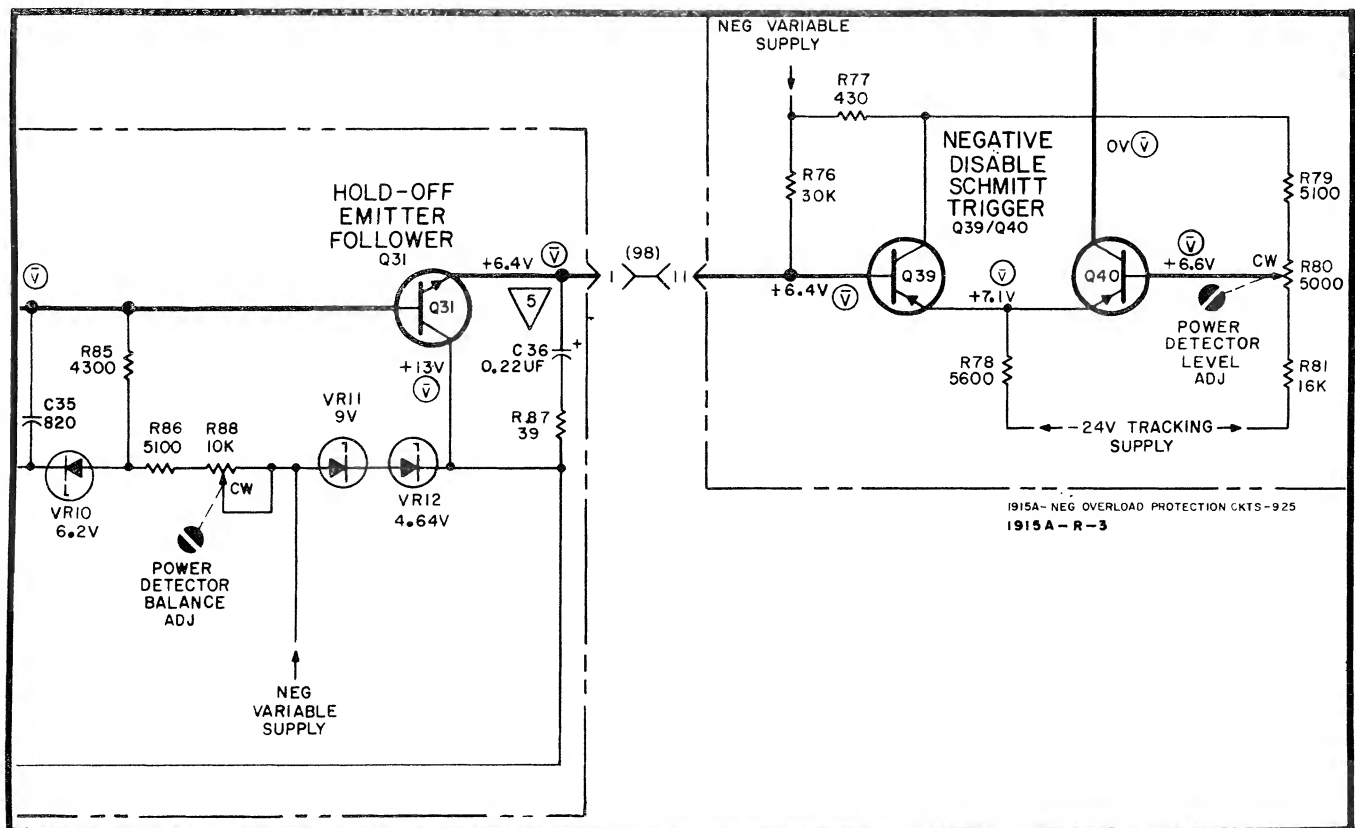 NEG VARIABLE
SUPPLY
R77
430
NEGATIVE
DISABLE
SCHMITT
TRIGGER
Q39/Q40
0V V̄
R76
30K
R79
5100
HOLD-OFF
EMITTER
FOLLOWER
Q31
+6.4V
V̄
(98)
1
11
+6.4V V̄
Q39
V̄
+7.1V
Q40
V̄
+6.6V
CW
R80
5000
V̄
Q31
5
POWER
DETECTOR
LEVEL
ADJ
R85
4300
+13V
V̄
C36
0.22UF
+
R78
5600
R81
16K
C35
820
R86
5100
R88
10K
CW
VR11
9V
R87
39
-24V TRACKING
SUPPLY
VR10
6.2V
VR12
4.64V
1915A-NEG OVERLOAD PROTECTION CKTS-925
1915A-R-3
POWER
DETECTOR
BALANCE
ADJ
NEG
VARIABLE
SUPPLY